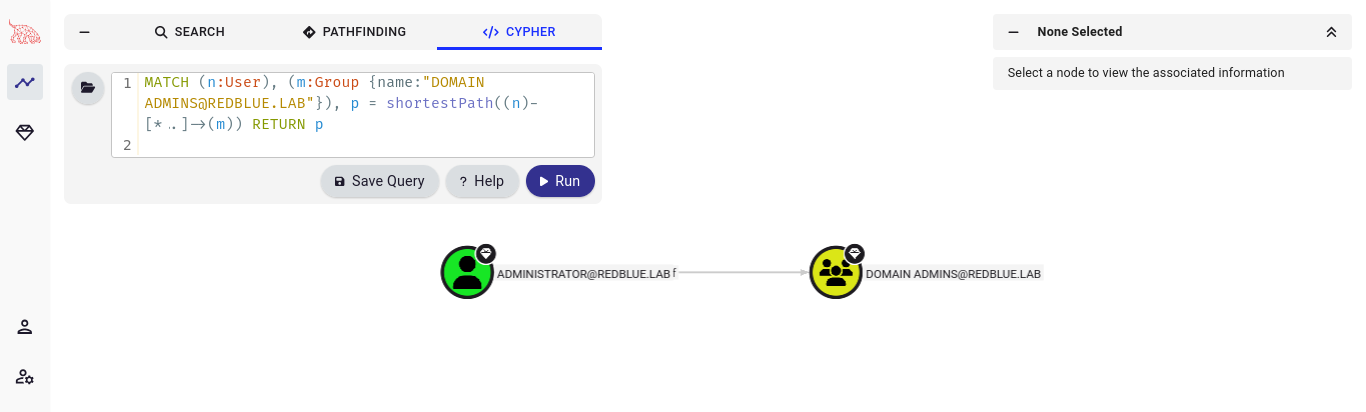 SEARCH
PATHFINDING
CYPHER
None Selected
Select a node to view the associated information
1 MATCH (n:User), (m:Group {name:"DOMAIN
ADMINS@REDBLUE.LAB"}), p = shortestPath((n)-
[*..]->(m)) RETURN p
2
Save Query
? Help
Run
ADMINISTRATOR@REDBLUE.LAB
DOMAIN ADMINS@REDBLUE.LAB